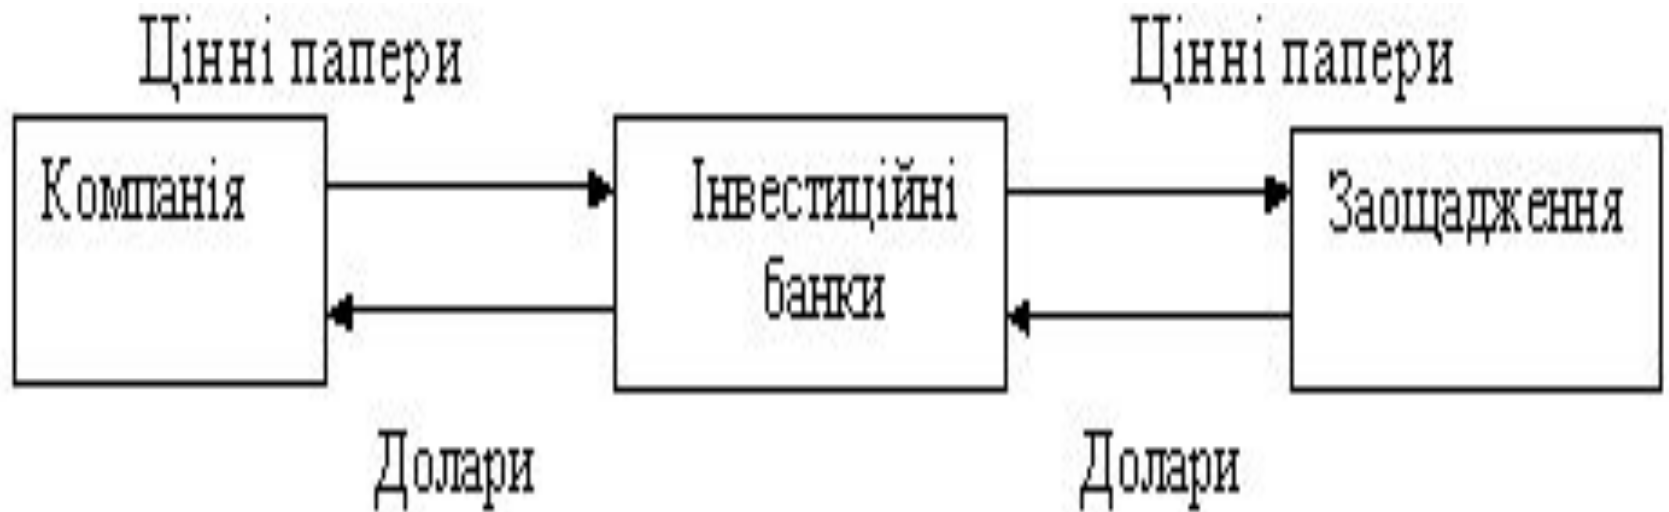 Цінні папери
Цінні папери
Компанія
Інвестиційні
банки
Заощадження
Долари
Долари